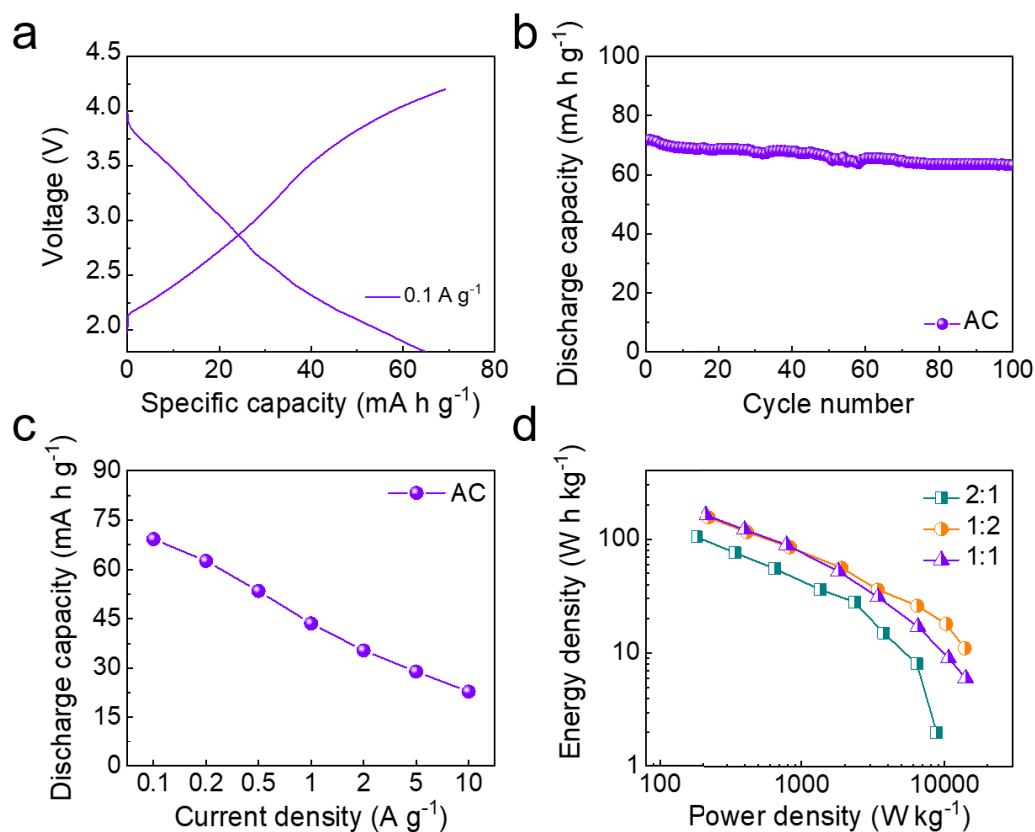 a
4.5
4.0
3.5
3.0
2.5
2.0
Voltage (V)
0.1 A g⁻¹
0 20 40 60 80
Specific capacity (mA h g⁻¹)
b
100
80
60
40
20
0
Discharge capacity (mA h g⁻¹)
AC
0 20 40 60 80 100
Cycle number
c
90
75
60
45
30
15
0
Discharge capacity (mA h g⁻¹)
AC
0.1 0.2 0.5 1 2 5 10
Current density (A g⁻¹)
d
100
10
1
Energy density (W h kg⁻¹)
2:1
1:2
1:1
100 1000 10000
Power density (W kg⁻¹)